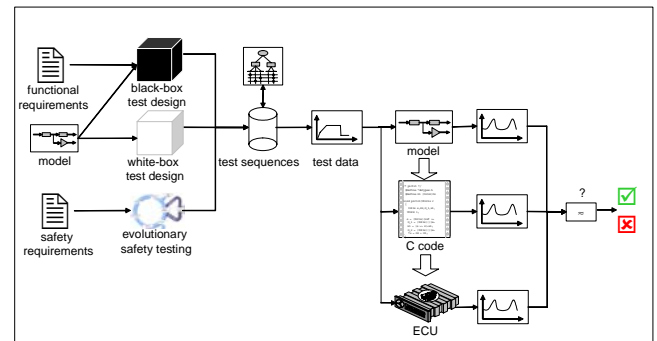 functional
requirements
black-box
test design
model
white-box
test design
test sequences
test data
model
safety
requirements
evolutionary
safety testing
C code
ECU
?
≈